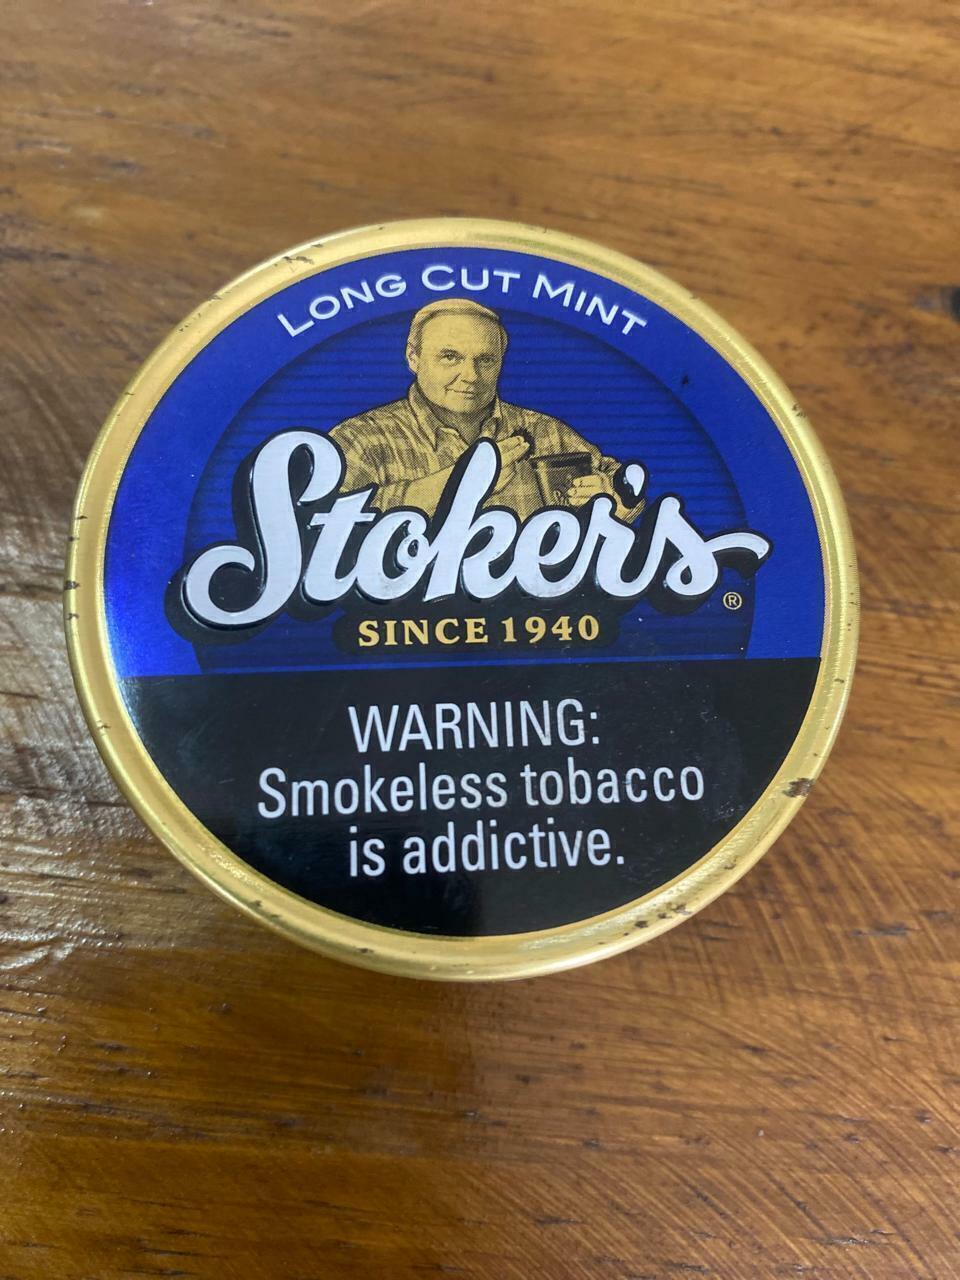 LONG CUT MINT
Stoker's®
SINCE 1940
WARNING:
Smokeless tobacco
is addictive.